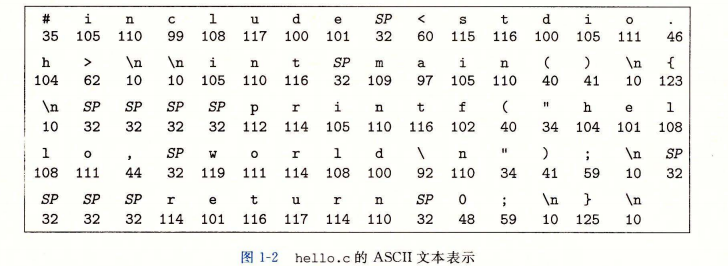 # i n c l u d e SP < s t d i o .
35 105 110 99 108 117 100 101 32 60 115 116 100 105 111 46
h > \n \n i n t SP m a i n ( ) \n {
104 62 10 10 105 110 116 32 109 97 105 110 40 41 10 123
\n SP SP SP SP p r i n t f ( " h e l
10 32 32 32 32 112 114 105 110 116 102 40 34 104 101 108
l o , SP w o r l d \ n " ) ; \n SP
108 111 44 32 119 111 114 108 100 92 110 34 41 59 10 32
SP SP SP r e t u r n SP 0 ; \n } \n
32 32 32 114 101 116 117 114 110 32 48 59 10 125 10
图 1-2 hello.c 的 ASCII 文本表示